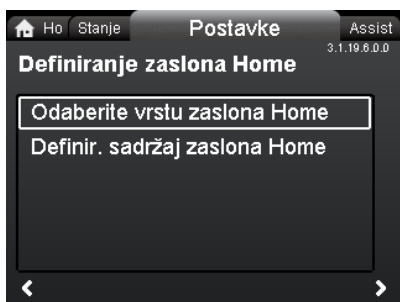 Ho Stanje Postavke Assist
3.1.19.6.0.0
Definiranje zaslona Home
Odaberite vrstu zaslona Home
Definir. sadržaj zaslona Home